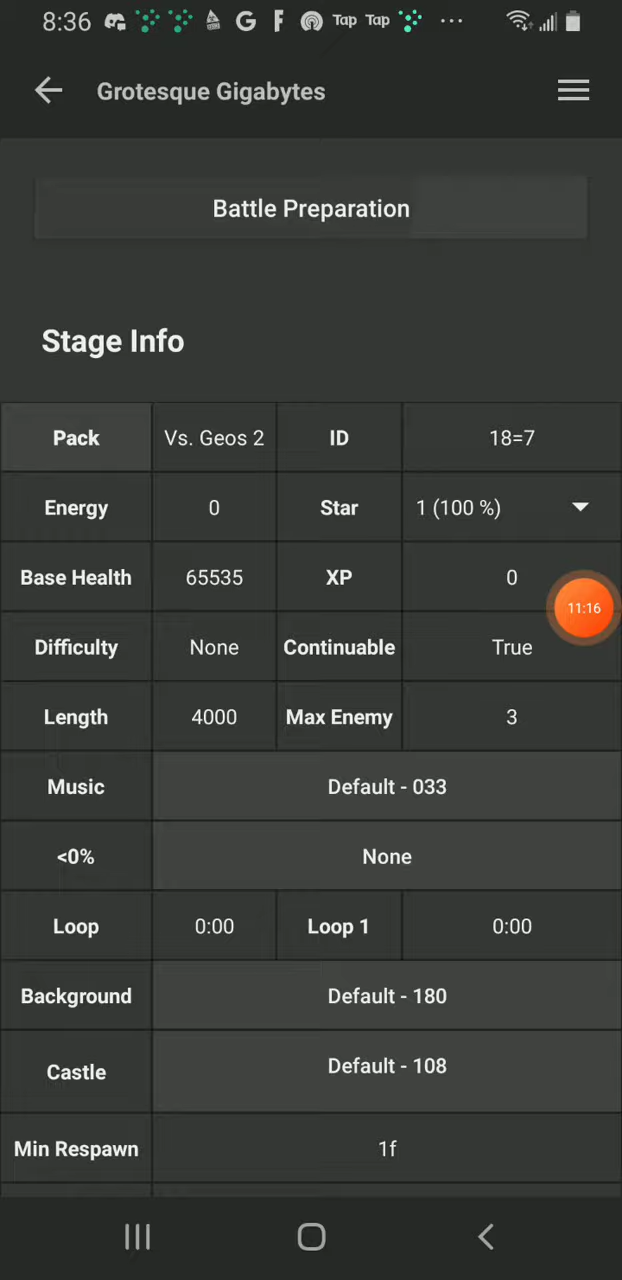 8:36 G F Tap Tap
Grotesque Gigabytes
Battle Preparation
Stage Info
Pack Vs. Geos 2 ID 18=7
Energy 0 Star 1 (100 %)
Base Health 65535 XP 0
11:16
Difficulty None Continuable True
Length 4000 Max Enemy 3
Music Default - 033
<0% None
Loop 0:00 Loop 1 0:00
Background Default - 180
Castle Default - 108
Min Respawn 1f